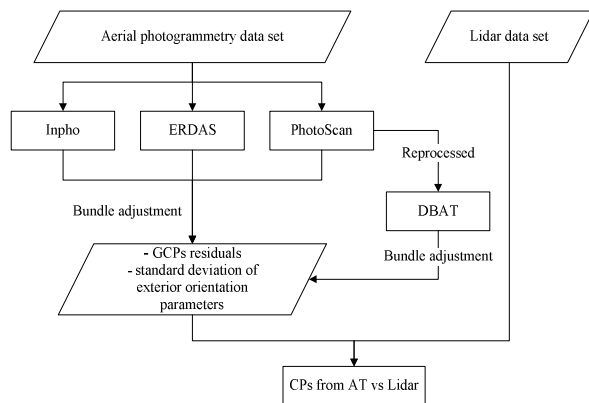 Aerial photogrammetry data set
Lidar data set
Inpho
ERDAS
PhotoScan
Reprocessed
DBAT
Bundle adjustment
Bundle adjustment
- GCPs residuals
- standard deviation of
exterior orientation
parameters
CPs from AT vs Lidar